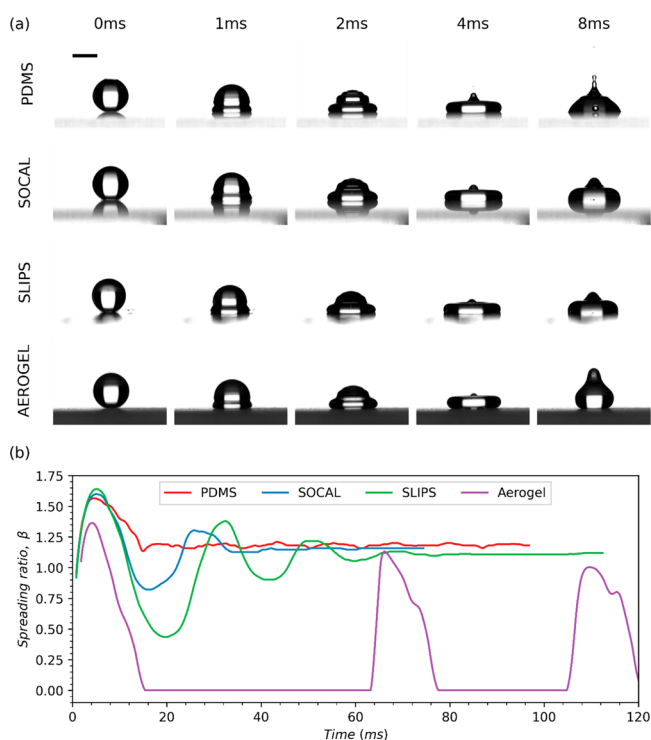 (a) 0ms 1ms 2ms 4ms 8ms
PDMS
SOCAL
SLIPS
AEROGEL
(b)
PDMS SOCAL SLIPS Aerogel
Spreading ratio, β
1.75
1.50
1.25
1.00
0.75
0.50
0.25
0.00
0 20 40 60 80 100 120
Time (ms)